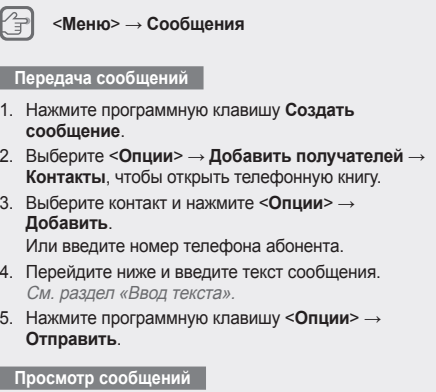 <Меню> → Сообщения
Передача сообщений
1. Нажмите программную клавишу Создать
сообщение.
2. Выберите <Опции> → Добавить получателей →
Контакты, чтобы открыть телефонную книгу.
3. Выберите контакт и нажмите <Опции> →
Добавить.
Или введите номер телефона абонента.
4. Перейдите ниже и введите текст сообщения.
См. раздел «Ввод текста».
5. Нажмите программную клавишу <Опции> →
Отправить.
Просмотр сообщений